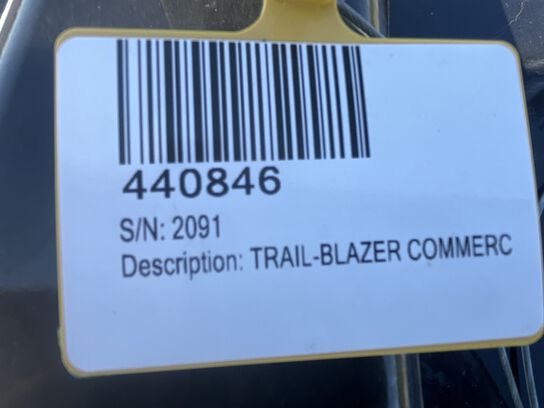 440846
S/N: 2091
Description: TRAIL-BLAZER COMMERC